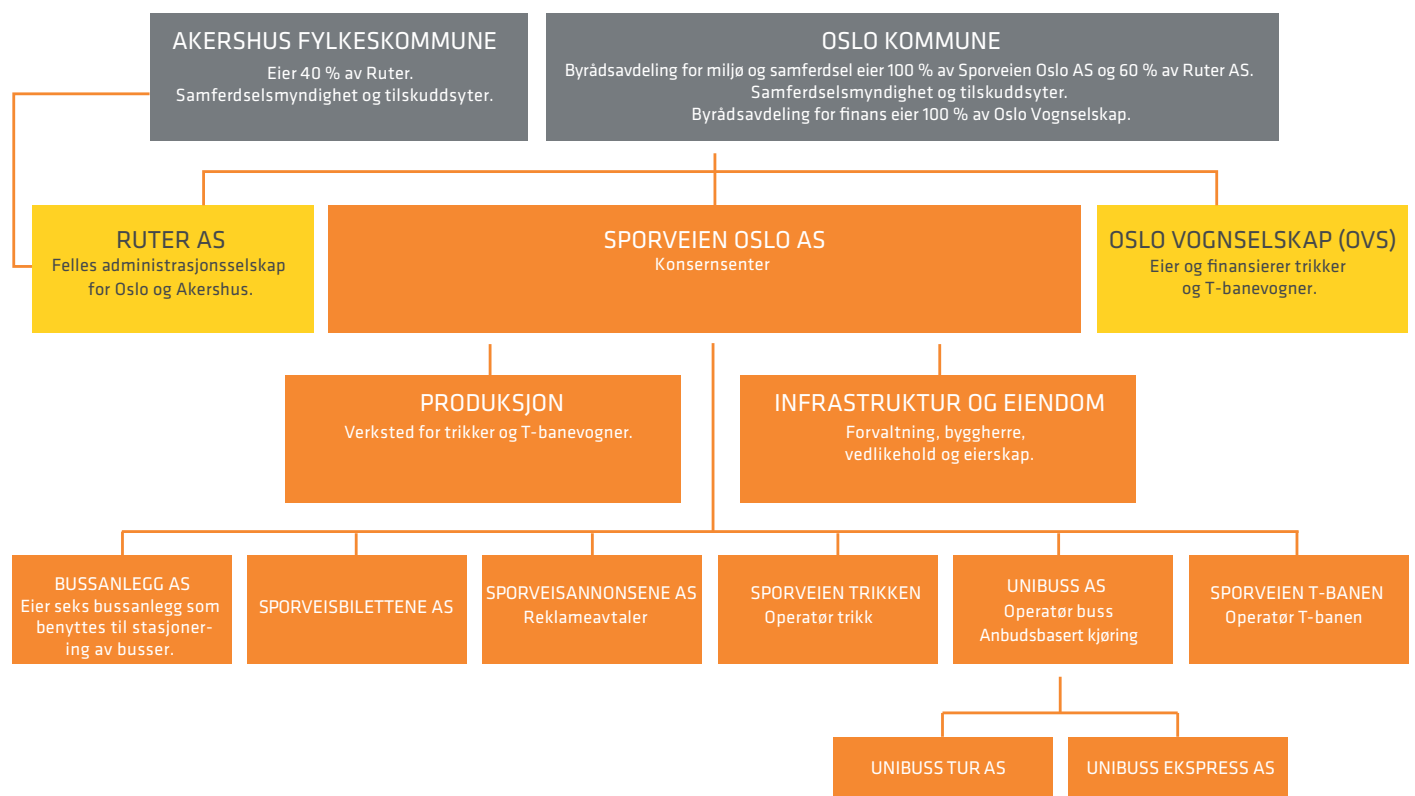 AKERSHUS FYLKESKOMMUNE
Eier 40 % av Ruter.
Samferdselsmyndighet og tilskuddsyter.
OSLO KOMMUNE
Byrådsavdeling for miljø og samferdsel eier 100 % av Sporveien Oslo AS og 60 % av Ruter AS.
Samferdselsmyndighet og tilskuddsyter.
Byrådsavdeling for finans eier 100 % av Oslo Vognselskap.
RUTER AS
Felles administrasjonsselskap
for Oslo og Akershus.
SPORVEIEN OSLO AS
Konsernsenter
OSLO VOGNSELSKAP (OVS)
Eier og finansierer trikker
og T-banevogner.
PRODUKSJON
Verksted for trikker og T-banevogner.
INFRASTRUKTUR OG EIENDOM
Forvaltning, byggherre,
vedlikehold og eierskap.
BUSSANLEGG AS
Eier seks bussanlegg som
benyttes til stasjoner-
ing av busser.
SPORVEISBILETTENE AS
SPORVEISANNONSENE AS
Reklameavtaler
SPORVEIEN TRIKKEN
Operatør trikk
UNIBUSS AS
Operatør buss
Anbudsbasert kjøring
SPORVEIEN T-BANEN
Operatør T-banen
UNIBUSS TUR AS
UNIBUSS EKSPRESS AS